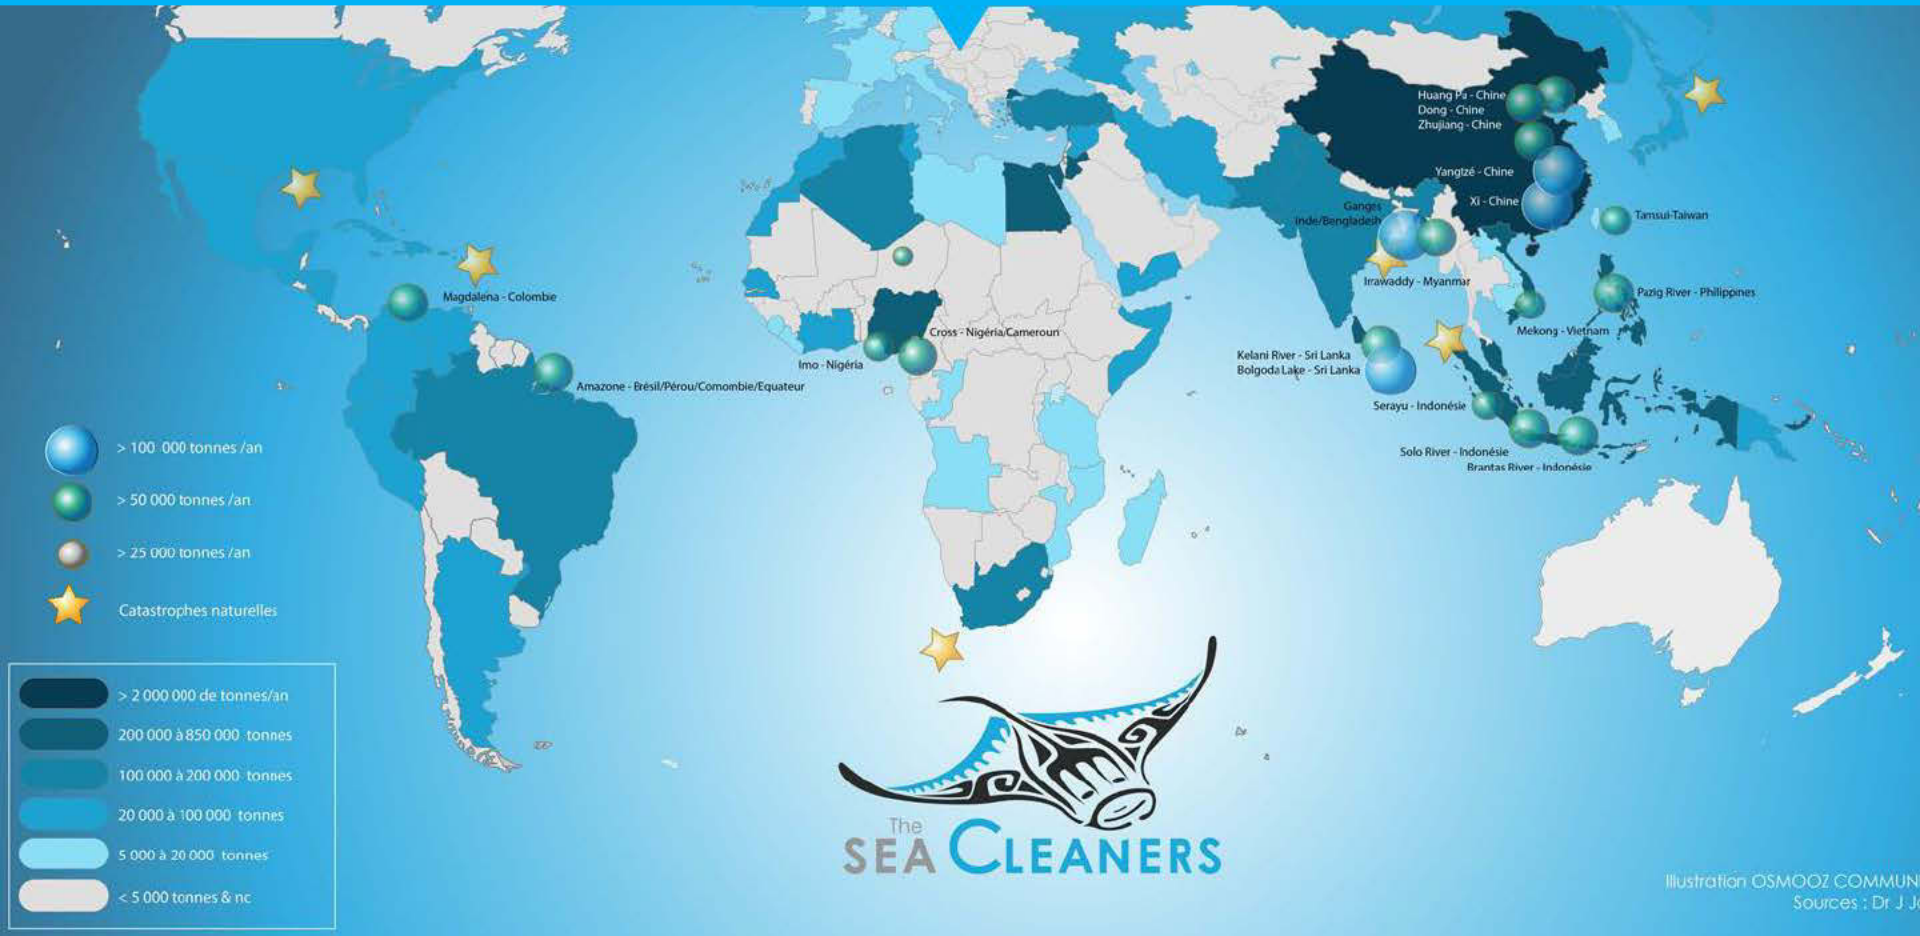 Huang Pu - Chine
Dong - Chine
Zhujiang - Chine
Yangtzé - Chine
Xi - Chine
Ganges
Inde/Bangladesh
Tamsui-Taiwan
Irrawaddy - Myanmar
Pazig River - Philippines
Mekong - Vietnam
Magdalena - Colombie
Cross - Nigéria/Cameroun
Imo - Nigéria
Kelani River - Sri Lanka
Bolgoda Lake - Sri Lanka
Amazone - Brésil/Pérou/Comombie/Equateur
Serayu - Indonésie
Solo River - Indonésie
Brantas River - Indonésie
> 100 000 tonnes /an
> 50 000 tonnes /an
> 25 000 tonnes /an
Catastrophes naturelles
> 2 000 000 de tonnes/an
200 000 à 850 000 tonnes
100 000 à 200 000 tonnes
20 000 à 100 000 tonnes
5 000 à 20 000 tonnes
< 5 000 tonnes & nc
The
SEA CLEANERS
Illustration OSMOOZ COMMUN
Sources : Dr J